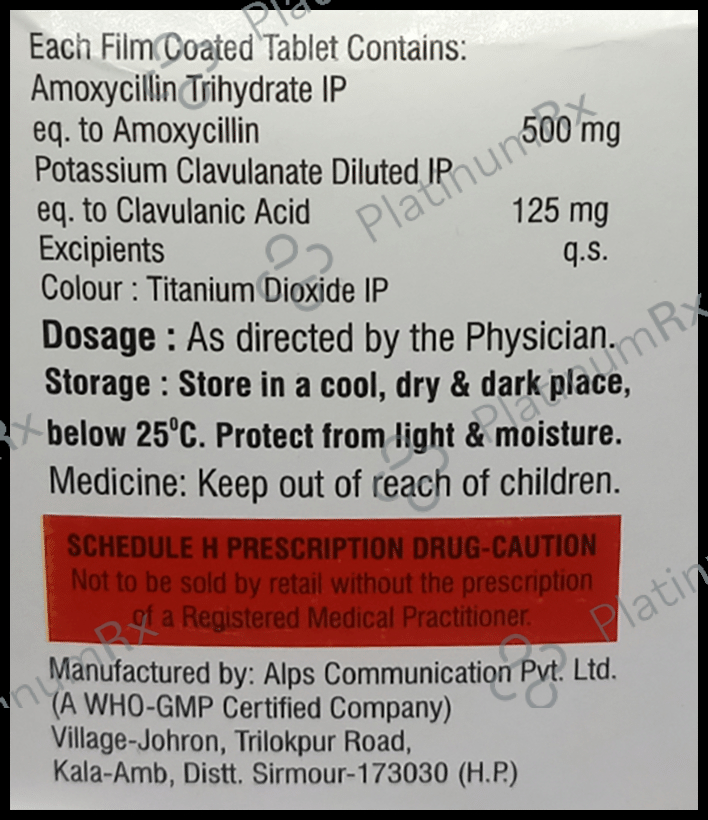 Each Film Coated Tablet Contains:
Amoxycillin Trihydrate IP
eq. to Amoxycillin 500 mg
Potassium Clavulanate Diluted IP
eq. to Clavulanic Acid 125 mg
Excipients q.s.
Colour : Titanium Dioxide IP
Dosage : As directed by the Physician.
Storage : Store in a cool, dry & dark place,
below 25°C. Protect from light & moisture.
Medicine: Keep out of reach of children.
SCHEDULE H PRESCRIPTION DRUG-CAUTION
Not to be sold by retail without the prescription
of a Registered Medical Practitioner.
Manufactured by: Alps Communication Pvt. Ltd.
(A WHO-GMP Certified Company)
Village-Johron, Trilokpur Road,
Kala-Amb, Distt. Sirmour-173030 (H.P.)
PlatinumRx
PlatinumRx